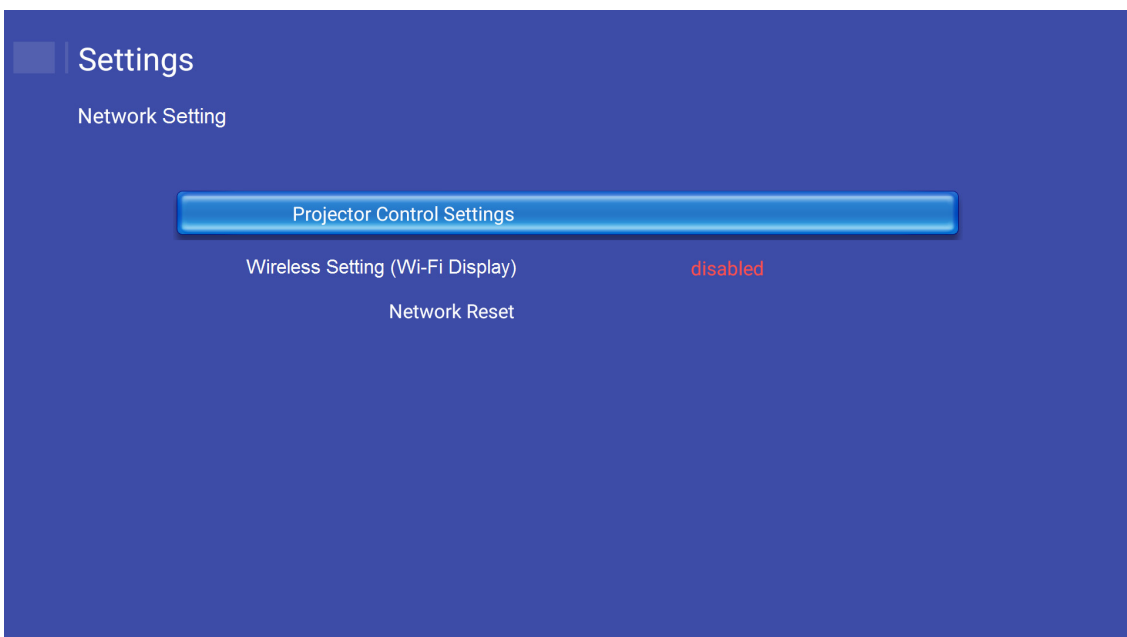 Settings
Network Setting
Projector Control Settings
Wireless Setting (Wi-Fi Display) disabled
Network Reset